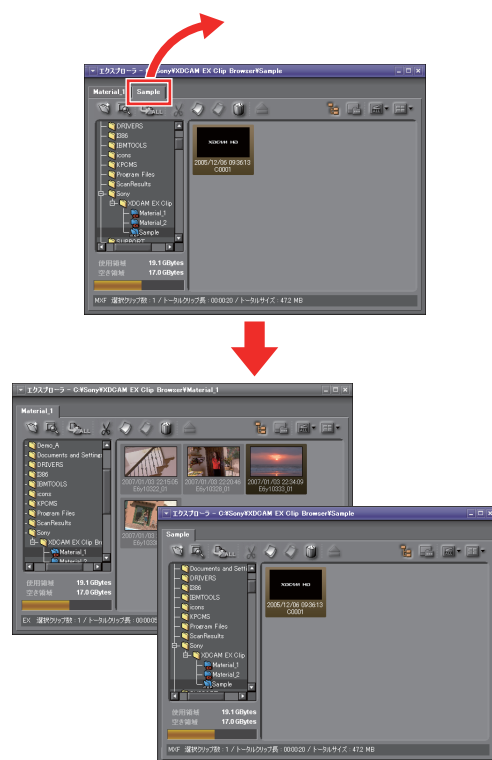 エクスプローラ - C:¥Sony¥XDCAM EX Clip Browser¥Sample
Material_1 Sample
ALL
DRIVERS
I386
IBMTOOLS
icons
KPCMS
Program Files
ScanResults
Sony
XDCAM EX Clip
Material_1
Material_2
Sample
SUPPORT
XDCAM HD
2005/12/06 09:36:13
C0001
使用領域 19.1 GBytes
空き領域 17.0 GBytes
MXF 選択クリップ数 : 1 / トータルクリップ長 : 00:00:20 / トータルサイズ : 47.2 MB
エクスプローラ - C:¥Sony¥XDCAM EX Clip Browser¥Material_1
Material_1
ALL
Demo_A
Documents and Setting
DRIVERS
I386
IBMTOOLS
icons
KPCMS
Program Files
ScanResults
Sony
XDCAM EX Clip Br
Material_1
Material_2
2007/01/03 22:15:05
E6y10322_01
2007/01/03 22:20:46
E6y10328_01
2007/01/03 22:34:09
E6y10333_01
2007/01/03
E6y1033
使用領域 19.1 GBytes
空き領域 17.0 GBytes
EX 選択クリップ数 : 1 / トータルクリップ長 : 00:00:05
エクスプローラ - C:¥Sony¥XDCAM EX Clip Browser¥Sample
Sample
ALL
Documents and Setti
DRIVERS
I386
IBMTOOLS
icons
KPCMS
Program Files
ScanResults
Sony
XDCAM EX Clip
Material_1
Material_2
Sample
XDCAM HD
2005/12/06 09:36:13
C0001
使用領域 19.1 GBytes
空き領域 17.0 GBytes
MXF 選択クリップ数 : 1 / トータルクリップ長 : 00:00:20 / トータルサイズ : 47.2 MB